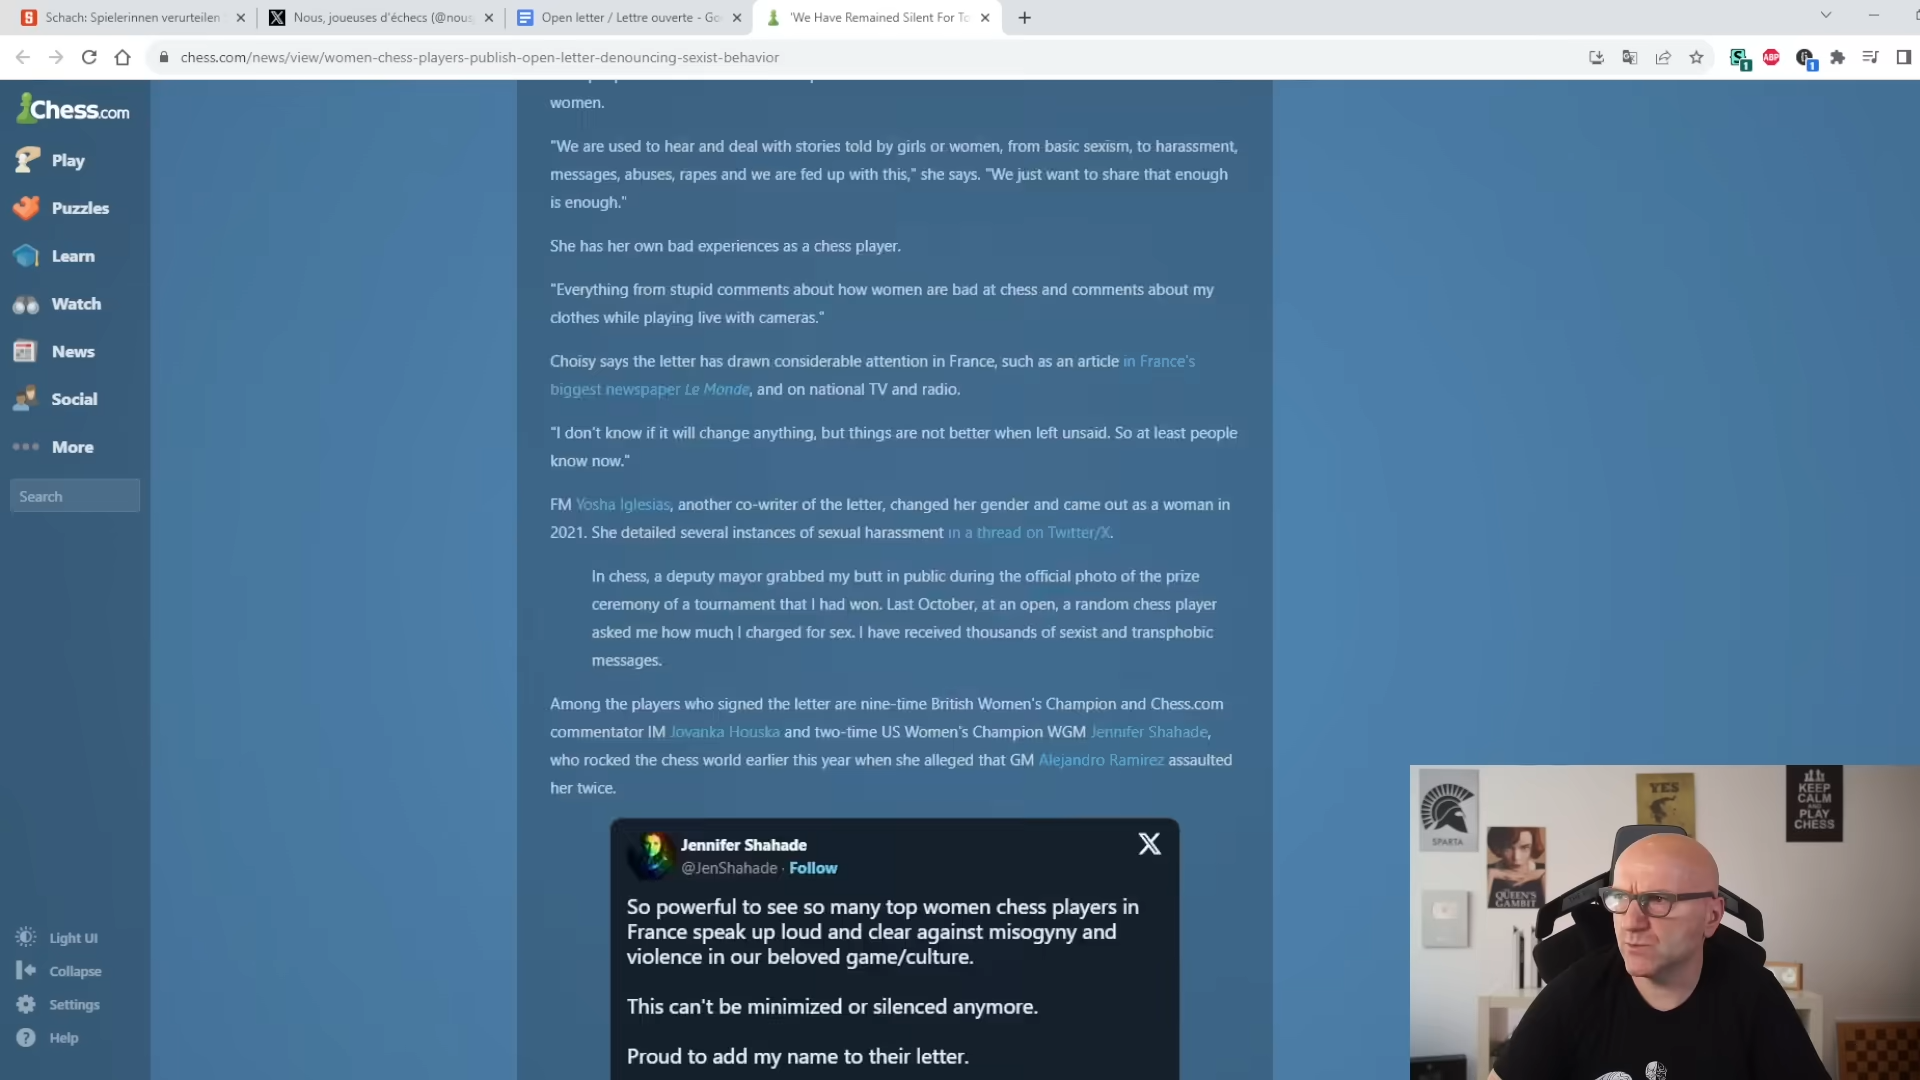 Schach: Spielerinnen verurteilen
Nous, joueuses d'échecs (@nous
Open letter / Lettre ouverte - Go
'We Have Remained Silent For To
chess.com/news/view/women-chess-players-publish-open-letter-denouncing-sexist-behavior
1
ABP
1
Chess.com
Play
Puzzles
Learn
Watch
News
Social
More
Search
Light UI
Collapse
Settings
Help
women.
"We are used to hear and deal with stories told by girls or women, from basic sexism, to harassment,
messages, abuses, rapes and we are fed up with this," she says. "We just want to share that enough
is enough."
She has her own bad experiences as a chess player.
"Everything from stupid comments about how women are bad at chess and comments about my
clothes while playing live with cameras."
Choisy says the letter has drawn considerable attention in France, such as an article in France's
biggest newspaper Le Monde, and on national TV and radio.
"I don't know if it will change anything, but things are not better when left unsaid. So at least people
know now."
FM Yosha Iglesias, another co-writer of the letter, changed her gender and came out as a woman in
2021. She detailed several instances of sexual harassment in a thread on Twitter/X.
In chess, a deputy mayor grabbed my butt in public during the official photo of the prize
ceremony of a tournament that I had won. Last October, at an open, a random chess player
asked me how much I charged for sex. I have received thousands of sexist and transphobic
messages.
Among the players who signed the letter are nine-time British Women's Champion and Chess.com
commentator IM Jovanka Houska and two-time US Women's Champion WGM Jennifer Shahade,
who rocked the chess world earlier this year when she alleged that GM Alejandro Ramirez assaulted
her twice.
Jennifer Shahade
@JenShahade · Follow
So powerful to see so many top women chess players in
France speak up loud and clear against misogyny and
violence in our beloved game/culture.
This can't be minimized or silenced anymore.
Proud to add my name to their letter.
SPARTA
THE QUEEN'S
GAMBIT
YES
KEEP
CALM
AND
PLAY
CHESS